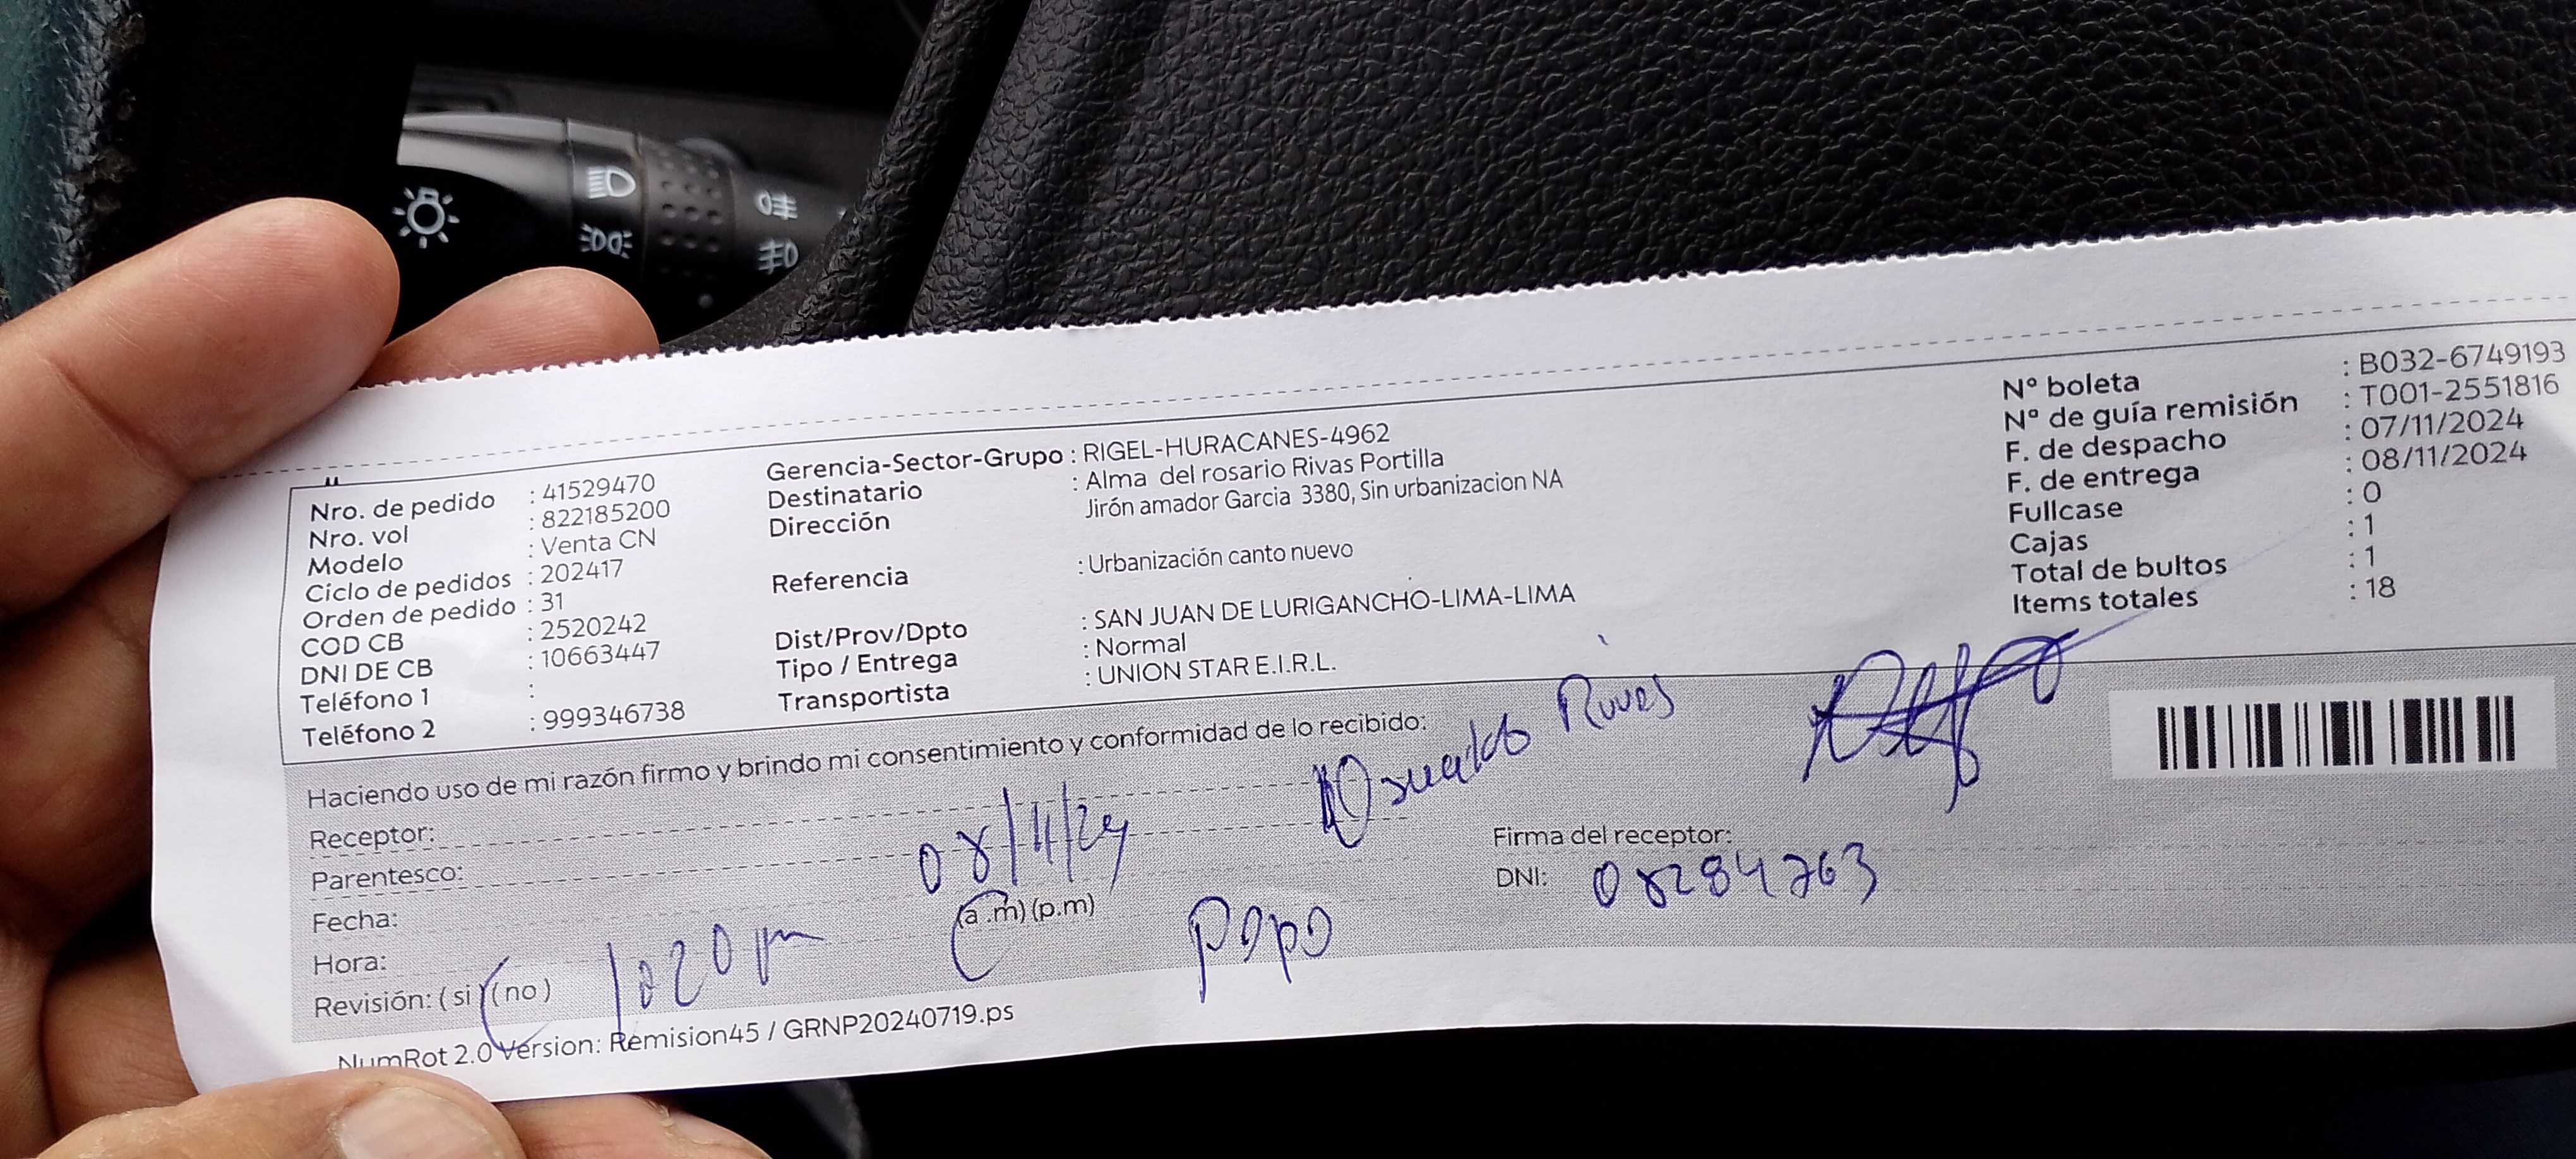 Nro. de pedido : 41529470
Nro. vol : 822185200
Modelo : Venta CN
Ciclo de pedidos : 202417
Orden de pedido : 31
COD CB : 2520242
DNI DE CB : 10663447
Teléfono 1 :
Teléfono 2 : 999346738
Gerencia-Sector-Grupo : RIGEL-HURACANES-4962
Destinatario : Alma del rosario Rivas Portilla
Dirección Jirón amador Garcia 3380, Sin urbanizacion NA
Referencia : Urbanización canto nuevo
Dist/Prov/Dpto : SAN JUAN DE LURIGANCHO-LIMA-LIMA
Tipo / Entrega : Normal
Transportista : UNION STAR E.I.R.L.
N° boleta : B032-6749193
N° de guía remisión : T001-2551816
F. de despacho : 07/11/2024
F. de entrega : 08/11/2024
Fullcase : 0
Cajas : 1
Total de bultos : 1
Items totales : 18
Haciendo uso de mi razón firmo y brindo mi consentimiento y conformidad de lo recibido:
Receptor: Osualdo Rivas
Parentesco: papa
Fecha: 08/11/24
Hora: 1:20 pm (a.m) (p.m)
Revisión: ( si ) ( no )
Firma del receptor:
DNI: 08284763
NumRot 2.0 Version: Remision45 / GRNP20240719.ps